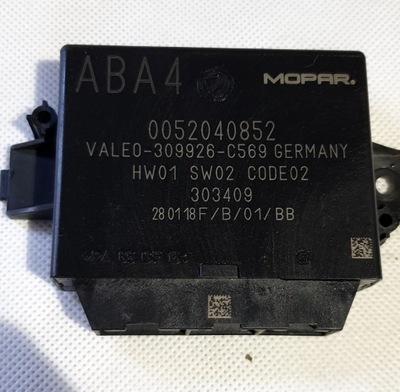 ABA4 MOPAR®
0052040852
VALEO-309926-C569 GERMANY
HW01 SW02 CODE02
303409
280118F/B/01/BB